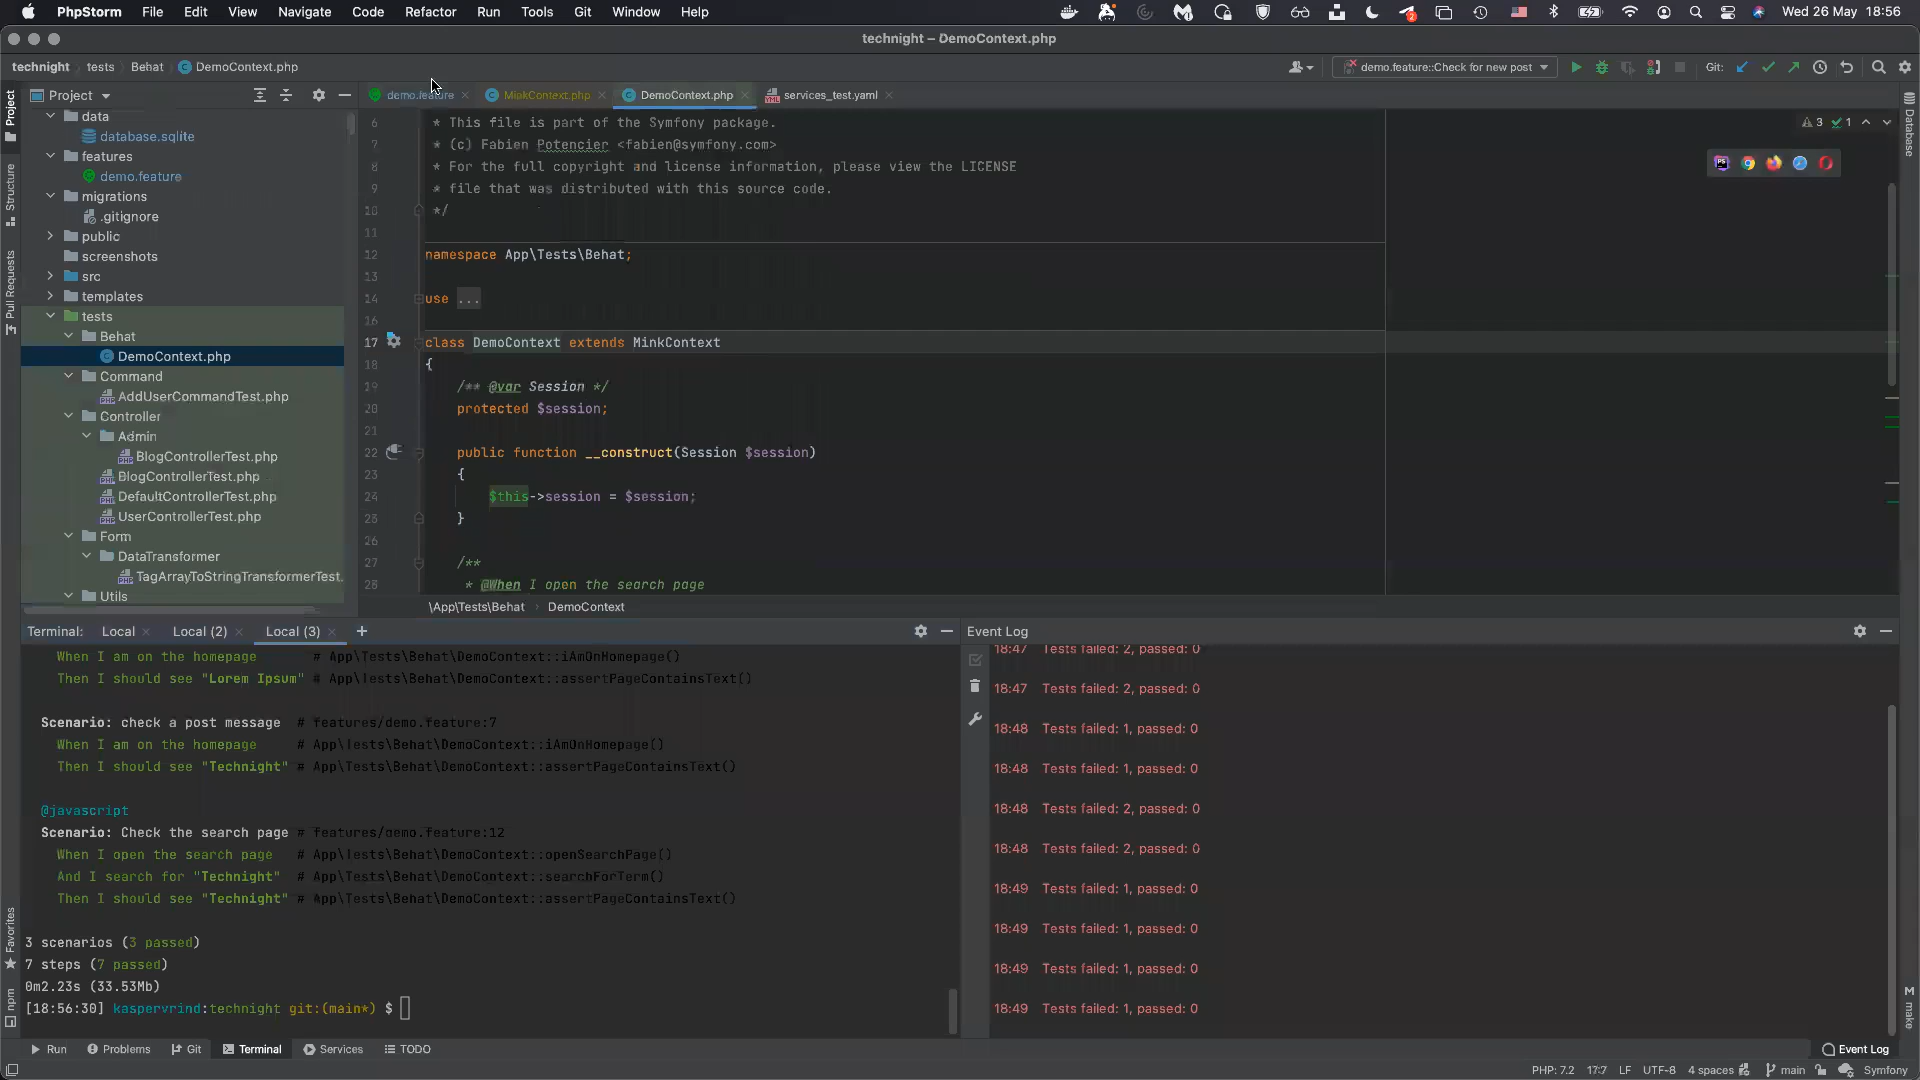 PhpStorm File Edit View Navigate Code Refactor Run Tools Git Window Help
2
Wed 26 May 18:56
technight – DemoContext.php
technight › tests › Behat › DemoContext.php
demo.feature::Check for new post
Git:
Project
demo.feature
MinkContext.php
DemoContext.php
services_test.yaml
data
database.sqlite
features
demo.feature
migrations
.gitignore
public
screenshots
src
templates
tests
Behat
DemoContext.php
Command
AddUserCommandTest.php
Controller
Admin
BlogControllerTest.php
BlogControllerTest.php
DefaultControllerTest.php
UserControllerTest.php
Form
DataTransformer
TagArrayToStringTransformerTest.
Utils
Project
Structure
Pull Requests
Favorites
npm
Database
make
3 1
6 * This file is part of the Symfony package.
7 * (c) Fabien Potencier <fabien@symfony.com>
8 * For the full copyright and license information, please view the LICENSE
9 * file that was distributed with this source code.
10 */
11
12 namespace App\Tests\Behat;
13
14 use ...
16
17 class DemoContext extends MinkContext
18 {
19 /** @var Session */
20 protected $session;
21
22 public function __construct(Session $session)
23 {
24 $this->session = $session;
25 }
26
27 /**
28 * @When I open the search page
\App\Tests\Behat › DemoContext
Terminal: Local Local (2) Local (3) +
When I am on the homepage # App\Tests\Behat\DemoContext::iAmOnHomepage()
Then I should see "Lorem Ipsum" # App\Tests\Behat\DemoContext::assertPageContainsText()
Scenario: check a post message # features/demo.feature:7
When I am on the homepage # App\Tests\Behat\DemoContext::iAmOnHomepage()
Then I should see "Technight" # App\Tests\Behat\DemoContext::assertPageContainsText()
@javascript
Scenario: Check the search page # features/demo.feature:12
When I open the search page # App\Tests\Behat\DemoContext::openSearchPage()
And I search for "Technight" # App\Tests\Behat\DemoContext::searchForTerm()
Then I should see "Technight" # App\Tests\Behat\DemoContext::assertPageContainsText()
3 scenarios (3 passed)
7 steps (7 passed)
0m2.23s (33.53Mb)
[18:56:30] kaspervrind:technight git:(main*) $
Event Log
18:47 Tests failed: 2, passed: 0
18:47 Tests failed: 2, passed: 0
18:48 Tests failed: 1, passed: 0
18:48 Tests failed: 1, passed: 0
18:48 Tests failed: 2, passed: 0
18:48 Tests failed: 2, passed: 0
18:49 Tests failed: 1, passed: 0
18:49 Tests failed: 1, passed: 0
18:49 Tests failed: 1, passed: 0
18:49 Tests failed: 1, passed: 0
Run Problems Git Terminal Services TODO
Event Log
PHP: 7.2 17:7 LF UTF-8 4 spaces main Symfony